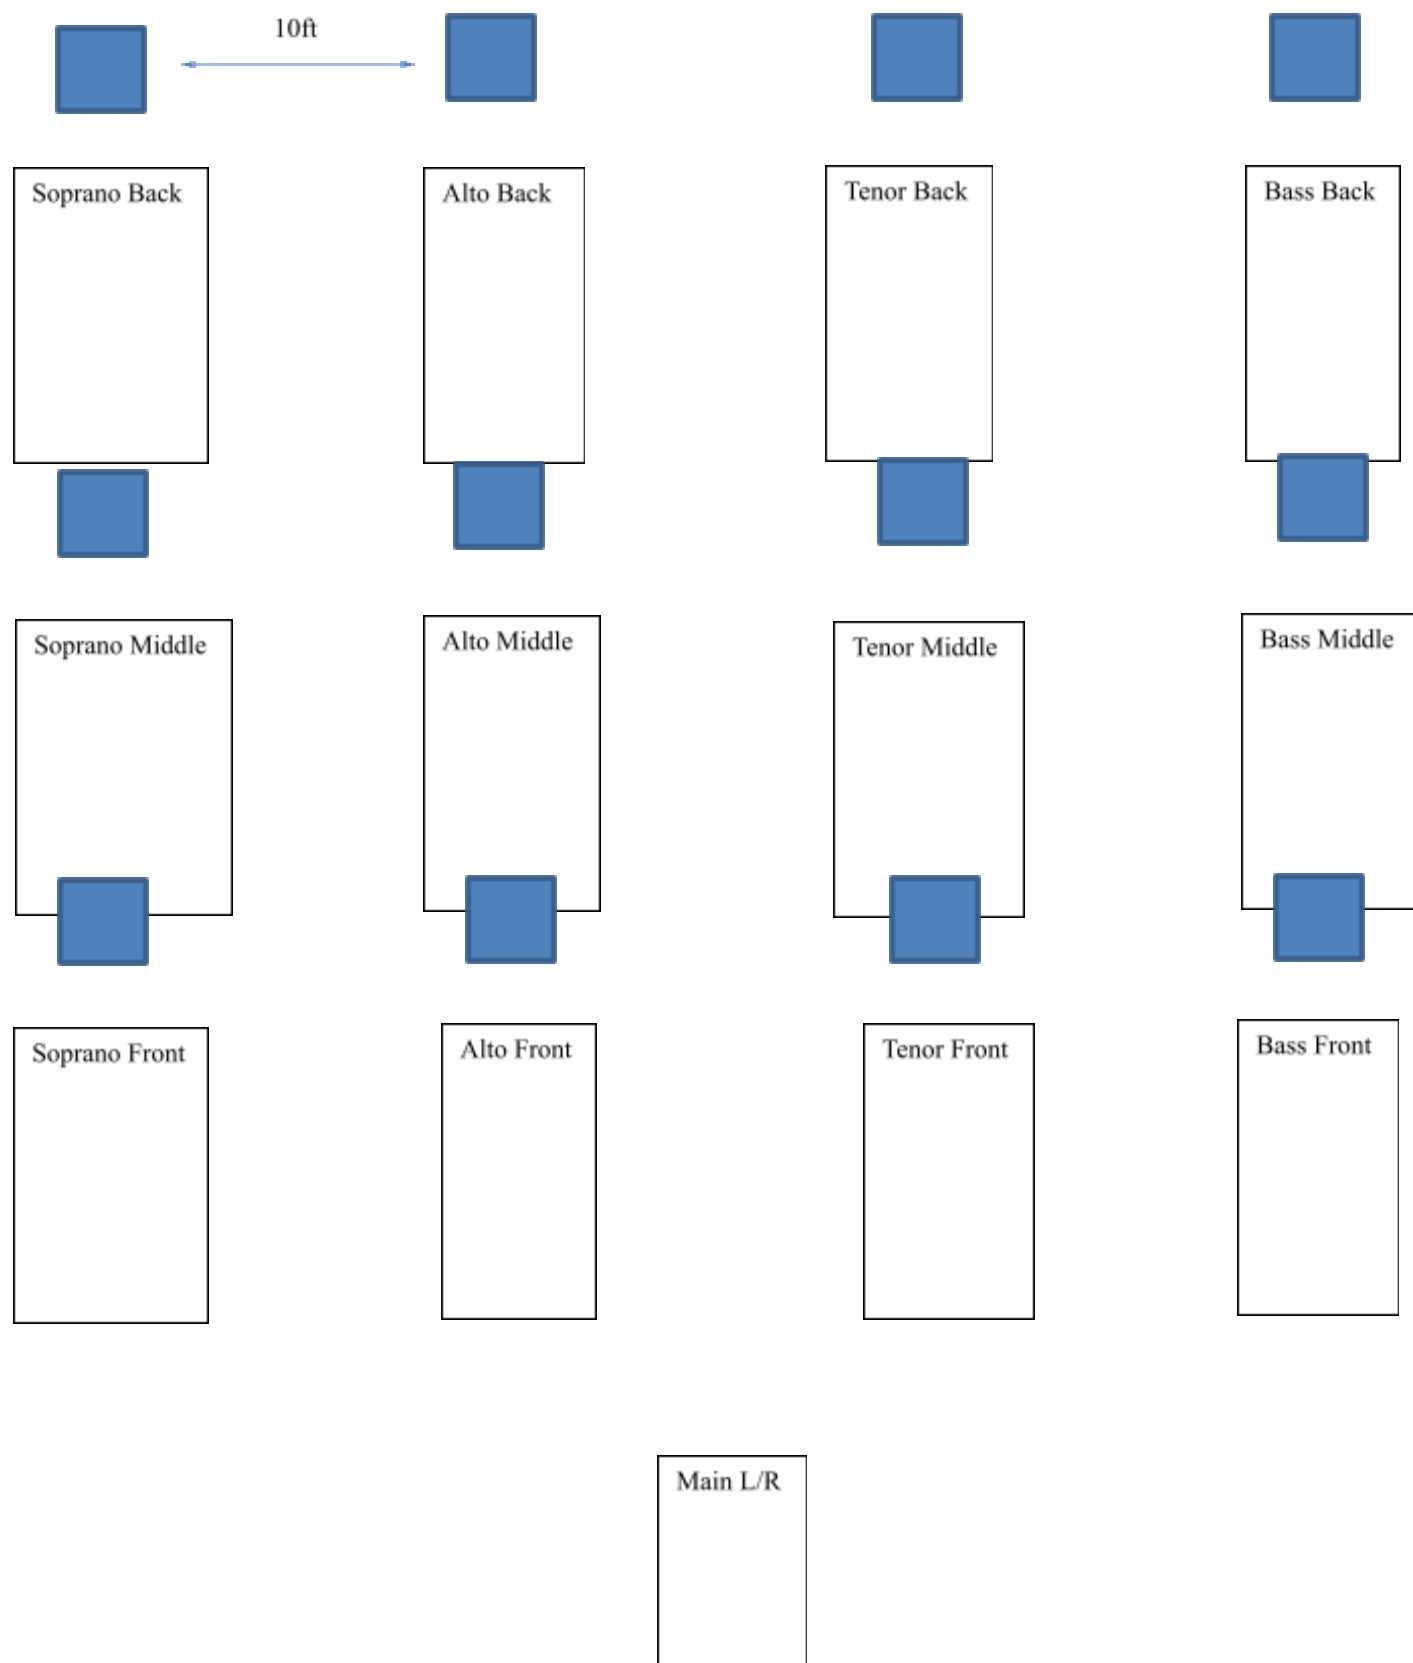 10ft
Soprano Back
Alto Back
Tenor Back
Bass Back
Soprano Middle
Alto Middle
Tenor Middle
Bass Middle
Soprano Front
Alto Front
Tenor Front
Bass Front
Main L/R